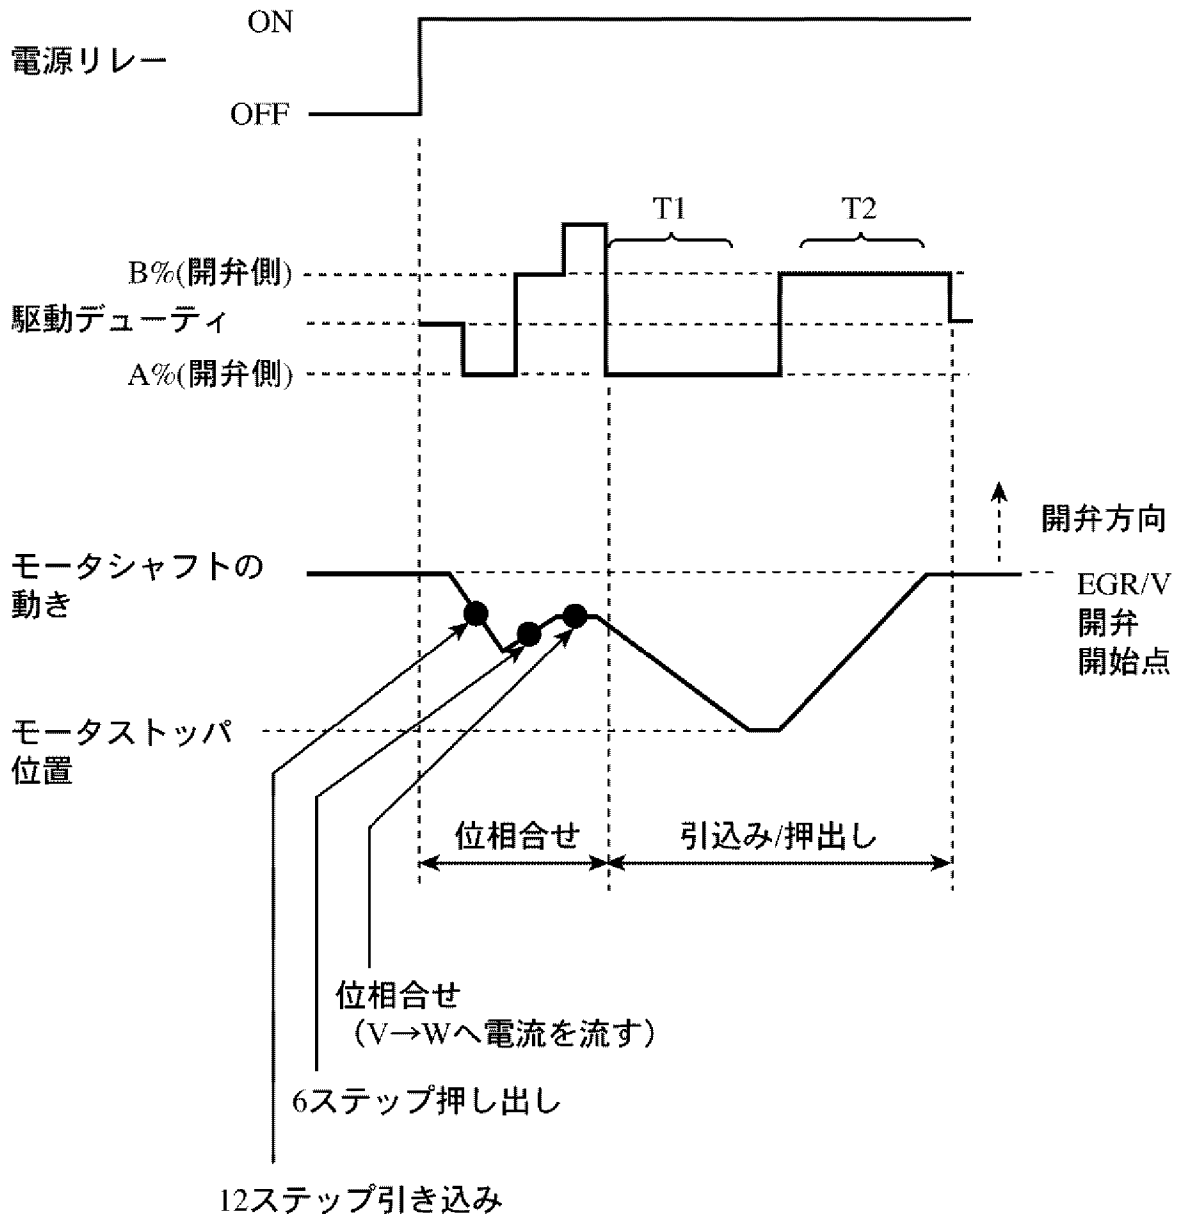 ON
電源リレー
OFF
T1
T2
B%(開弁側)
駆動デューティ
A%(開弁側)
開弁方向
モータシャフトの
動き
EGR/V
開弁
開始点
モータストッパ
位置
位相合せ
引込み/押出し
位相合せ
（V→Wへ電流を流す）
6ステップ押し出し
12ステップ引き込み